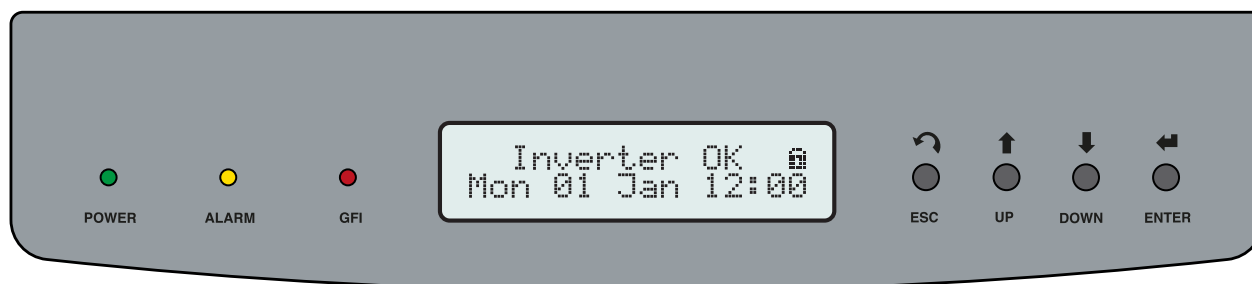 Inverter OK
Mon 01 Jan 12:00
POWER ALARM GFI ESC UP DOWN ENTER